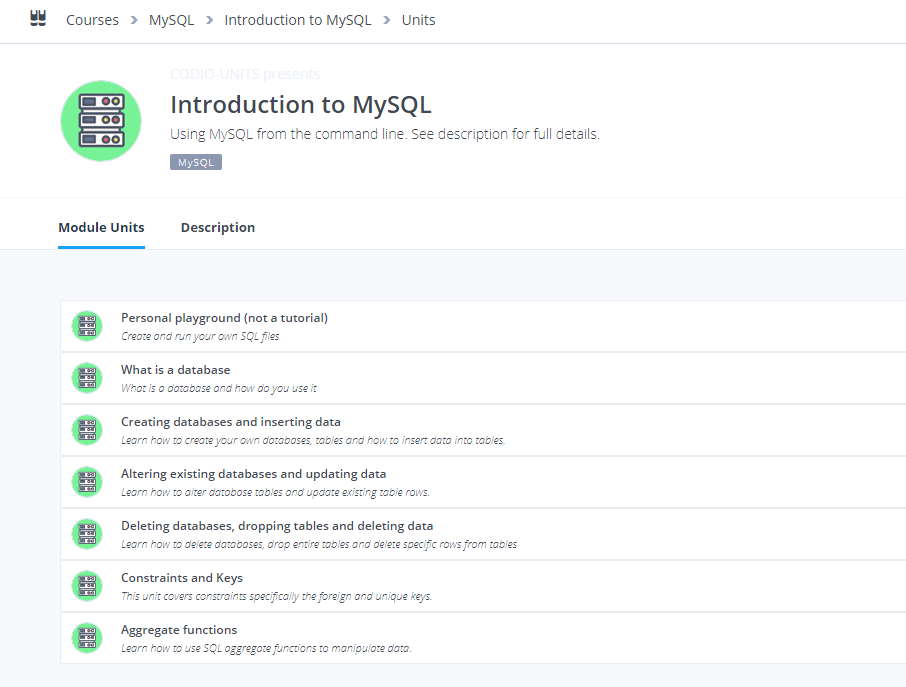 Courses > MySQL > Introduction to MySQL > Units
CODIO-UNITS presents
Introduction to MySQL
Using MySQL from the command line. See description for full details.
MySQL
Module Units Description
Personal playground (not a tutorial)
Create and run your own SQL files
What is a database
What is a database and how do you use it
Creating databases and inserting data
Learn how to create your own databases, tables and how to insert data into tables.
Altering existing databases and updating data
Learn how to alter database tables and update existing table rows.
Deleting databases, dropping tables and deleting data
Learn how to delete databases, drop entire tables and delete specific rows from tables
Constraints and Keys
This unit covers constraints specifically the foreign and unique keys.
Aggregate functions
Learn how to use SQL aggregate functions to manipulate data.